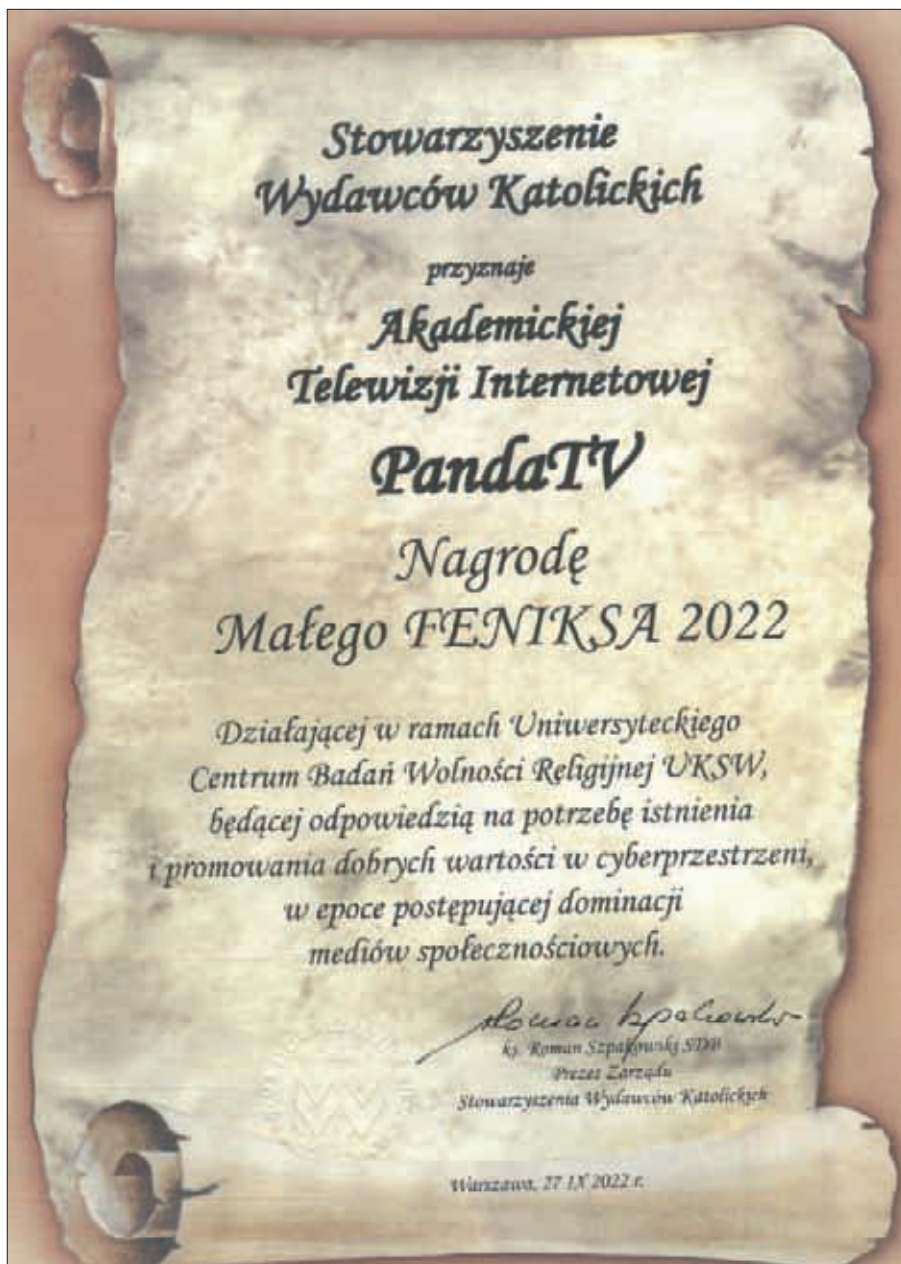 Stowarzyszenie
Wydawców Katolickich
przyznaje
Akademickiej
Telewizji Internetowej
PandaTV
Nagrodę
Małego FENIKSA 2022
Działającej w ramach Uniwersyteckiego
Centrum Badań Wolności Religijnej UKSW,
będącej odpowiedzią na potrzebę istnienia
i promowania dobrych wartości w cyberprzestrzeni,
w epoce postępującej dominacji
mediów społecznościowych.
Roman Szpakowski
ks. Roman Szpakowski SDB
Prezes Zarządu
Stowarzyszenia Wydawców Katolickich
Warszawa, 27 IX 2022 r.